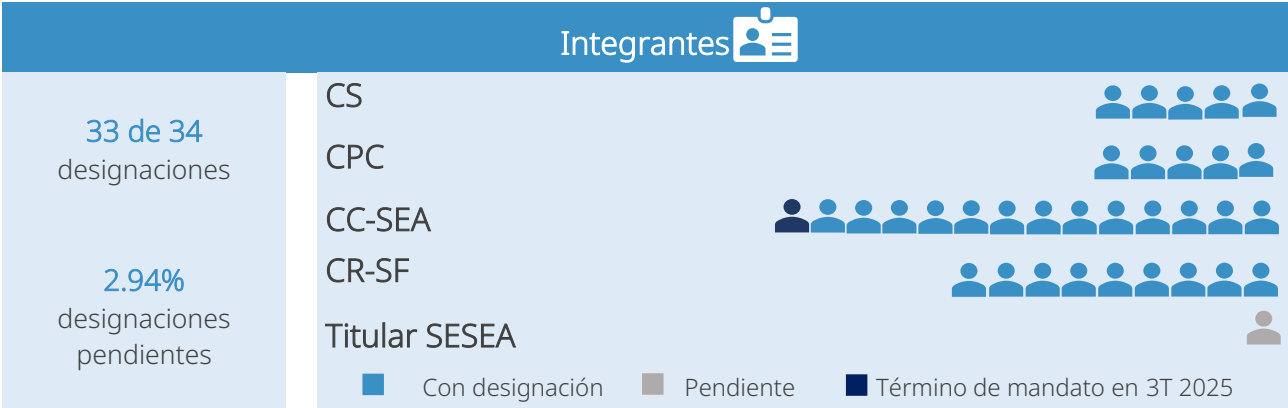 Integrantes
33 de 34
designaciones
2.94%
designaciones
pendientes
CS
CPC
CC-SEA
CR-SF
Titular SESEA
Con designación
Pendiente
Término de mandato en 3T 2025